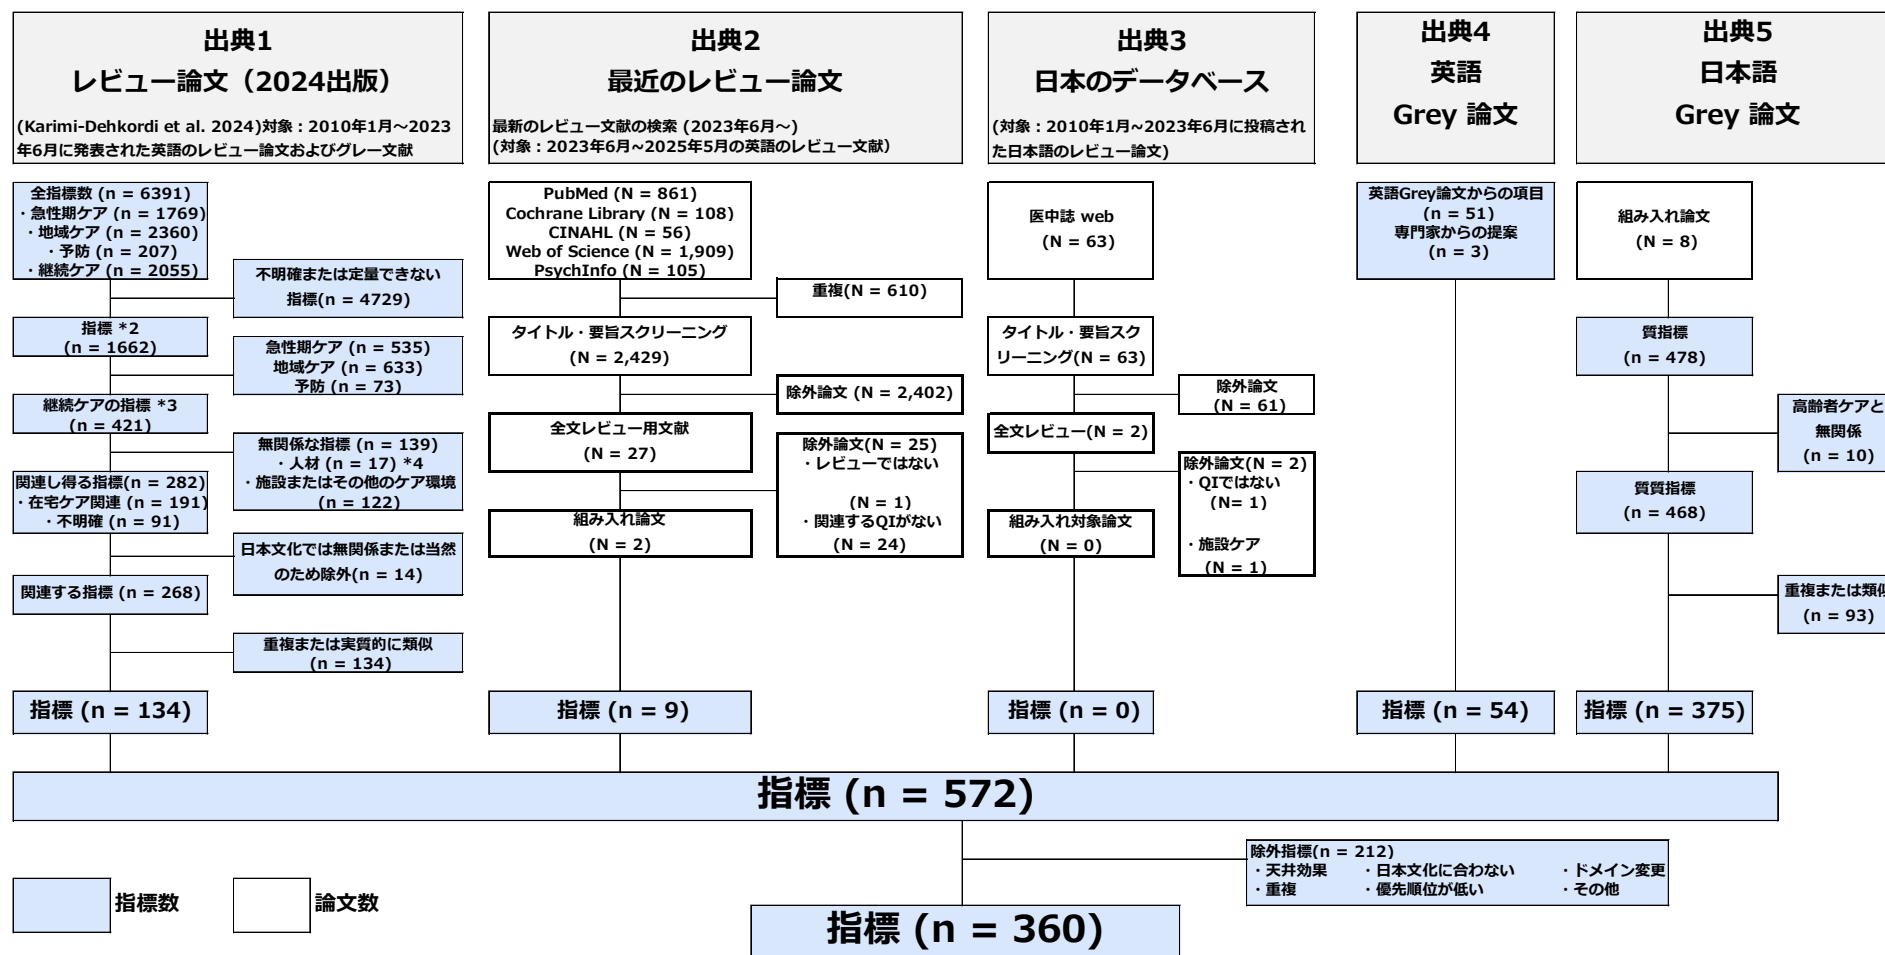 出典1
レビュー論文（2024出版）
(Karimi-Dehkordi et al. 2024)対象：2010年1月～2023
年6月に発表された英語のレビュー論文およびグレー文献
全指標数 (n = 6391)
・急性期ケア (n = 1769)
・地域ケア (n = 2360)
・予防 (n = 207)
・継続ケア (n = 2055)
不明確または定量できない
指標(n = 4729)
指標 *2
(n = 1662)
急性期ケア (n = 535)
地域ケア (n = 633)
予防 (n = 73)
継続ケアの指標 *3
(n = 421)
無関係な指標 (n = 139)
・人材 (n = 17) *4
・施設またはその他のケア環境
(n = 122)
関連し得る指標(n = 282)
・在宅ケア関連 (n = 191)
・不明確 (n = 91)
日本文化では無関係または当然
のため除外(n = 14)
関連する指標 (n = 268)
重複または実質的に類似
(n = 134)
指標 (n = 134)
出典2
最近のレビュー論文
最新のレビュー文献の検索 (2023年6月～)
(対象：2023年6月~2025年5月の英語のレビュー文献）
PubMed (N = 861)
Cochrane Library (N = 108)
CINAHL (N = 56)
Web of Science (N = 1,909)
PsychInfo (N = 105)
重複(N = 610)
タイトル・要旨スクリーニング
(N = 2,429)
除外論文 (N = 2,402)
全文レビュー用文献
(N = 27)
除外論文(N = 25)
・レビューではない
(N = 1)
・関連するQIがない
(N = 24)
組み入れ論文
(N = 2)
指標 (n = 9)
出典3
日本のデータベース
(対象：2010年1月~2023年6月に投稿され
た日本語のレビュー論文)
医中誌 web
(N = 63)
タイトル・要旨スク
リーニング(N = 63)
除外論文
(N = 61)
全文レビュー(N = 2)
除外論文(N = 2)
・QIではない
(N= 1)
・施設ケア
(N = 1)
組み入れ対象論文
(N = 0)
指標 (n = 0)
出典4
英語
Grey 論文
英語Grey論文からの項目
(n = 51)
専門家からの提案
(n = 3)
指標 (n = 54)
出典5
日本語
Grey 論文
組み入れ論文
(N = 8)
質指標
(n = 478)
高齢者ケアと
無関係
(n = 10)
質質指標
(n = 468)
重複または類似
(n = 93)
指標 (n = 375)
指標 (n = 572)
除外指標(n = 212)
・天井効果 ・日本文化に合わない ・ドメイン変更
・重複 ・優先順位が低い ・その他
指標数
論文数
指標 (n = 360)